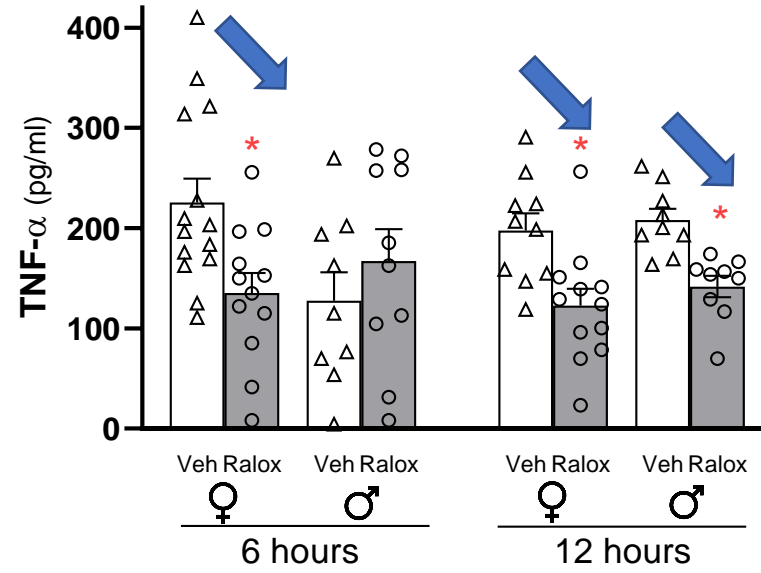 TNF-α (pg/ml)
400
300
200
100
0
*
*
*
Veh Ralox Veh Ralox Veh Ralox Veh Ralox
♀ ♂ ♀ ♂
6 hours 12 hours